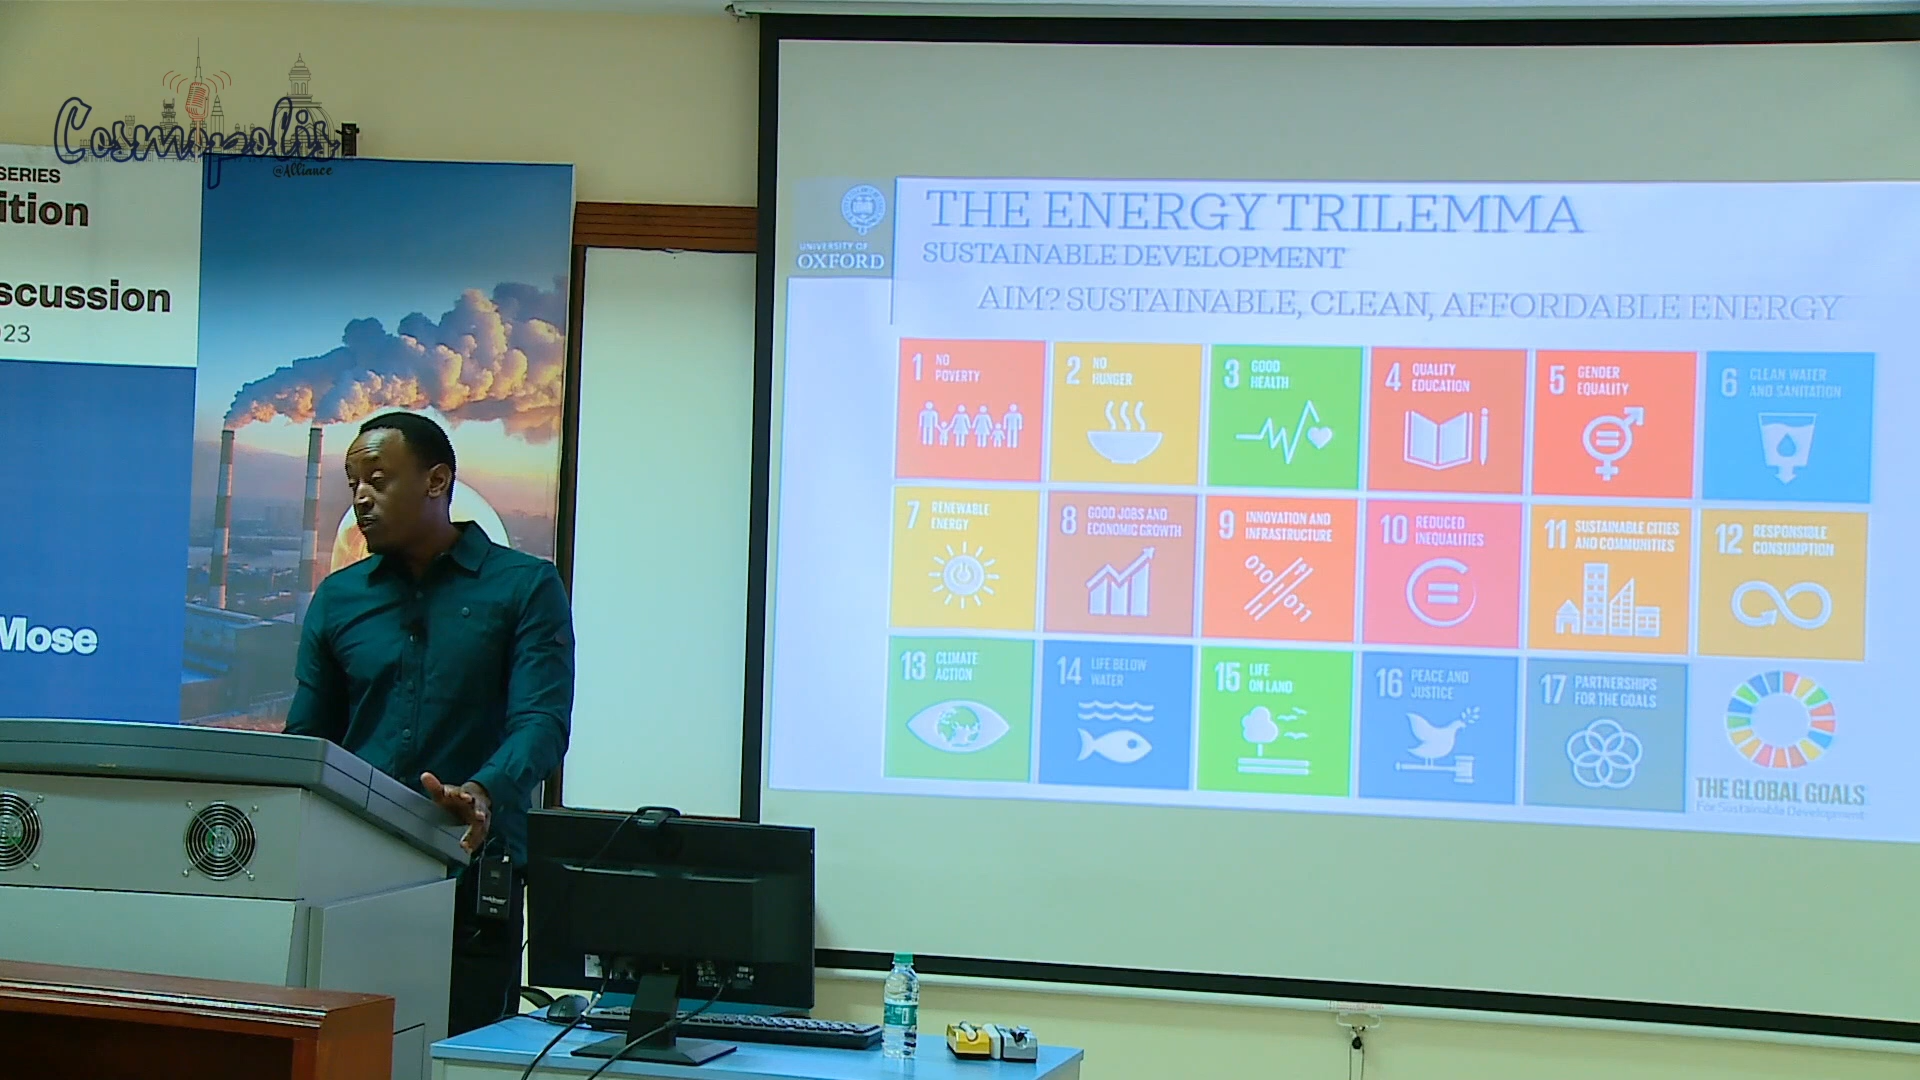 Cosmopolis
@Alliance
SERIES
ition
scussion
023
Mose
UNIVERSITY OF
OXFORD
THE ENERGY TRILEMMA
SUSTAINABLE DEVELOPMENT
AIM? SUSTAINABLE, CLEAN, AFFORDABLE ENERGY
1 NO
POVERTY
2 NO
HUNGER
3 GOOD
HEALTH
4 QUALITY
EDUCATION
5 GENDER
EQUALITY
6 CLEAN WATER
AND SANITATION
7 RENEWABLE
ENERGY
8 GOOD JOBS AND
ECONOMIC GROWTH
9 INNOVATION AND
INFRASTRUCTURE
010
011
10 REDUCED
INEQUALITIES
11 SUSTAINABLE CITIES
AND COMMUNITIES
12 RESPONSIBLE
CONSUMPTION
13 CLIMATE
ACTION
14 LIFE BELOW
WATER
15 LIFE
ON LAND
16 PEACE AND
JUSTICE
17 PARTNERSHIPS
FOR THE GOALS
THE GLOBAL GOALS
For Sustainable Development